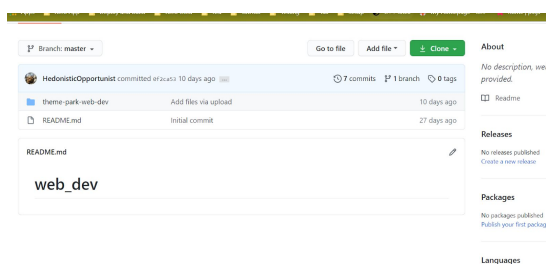 Branch: master
Go to file
Add file
Clone
HedonisticOpportunist committed 10 days ago
7 commits
1 branch
0 tags
theme-park-web-dev Add files via upload 10 days ago
README.md Initial commit 27 days ago
README.md
web_dev
About
No description, we
provided.
Readme
Releases
No releases published
Create a new release
Packages
No packages published
Publish your first packag
Languages